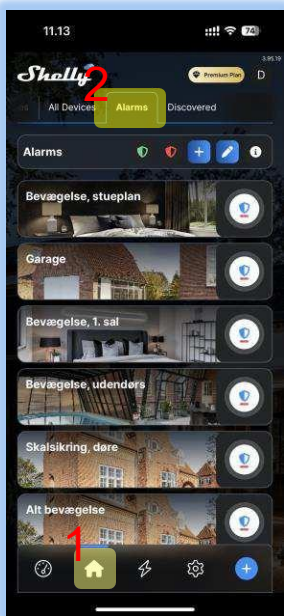 11.13
74
3.95.19
Shelly
Premium Plan
D
2
All Devices
Alarms
Discovered
Alarms
Bevægelse, stueplan
Garage
Bevægelse, 1. sal
Bevægelse, udendørs
Skalsikring, døre
Alt bevægelse
1